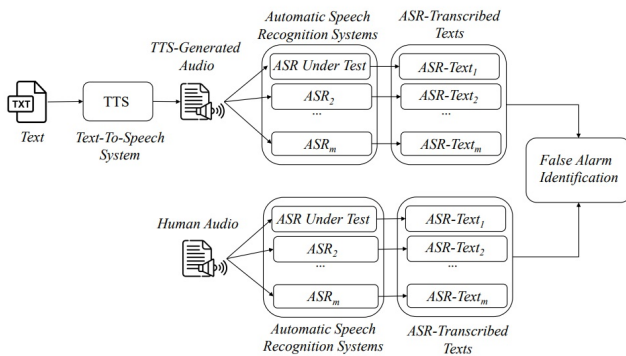 Automatic Speech
Recognition Systems
ASR-Transcribed
Texts
TTS-Generated
Audio
TXT
Text
TTS
Text-To-Speech
System
ASR Under Test
ASR2
...
ASRm
ASR-Text1
ASR-Text2
...
ASR-Textm
False Alarm
Identification
Human Audio
ASR Under Test
ASR2
...
ASRm
ASR-Text1
ASR-Text2
...
ASR-Textm
Automatic Speech
Recognition Systems
ASR-Transcribed
Texts